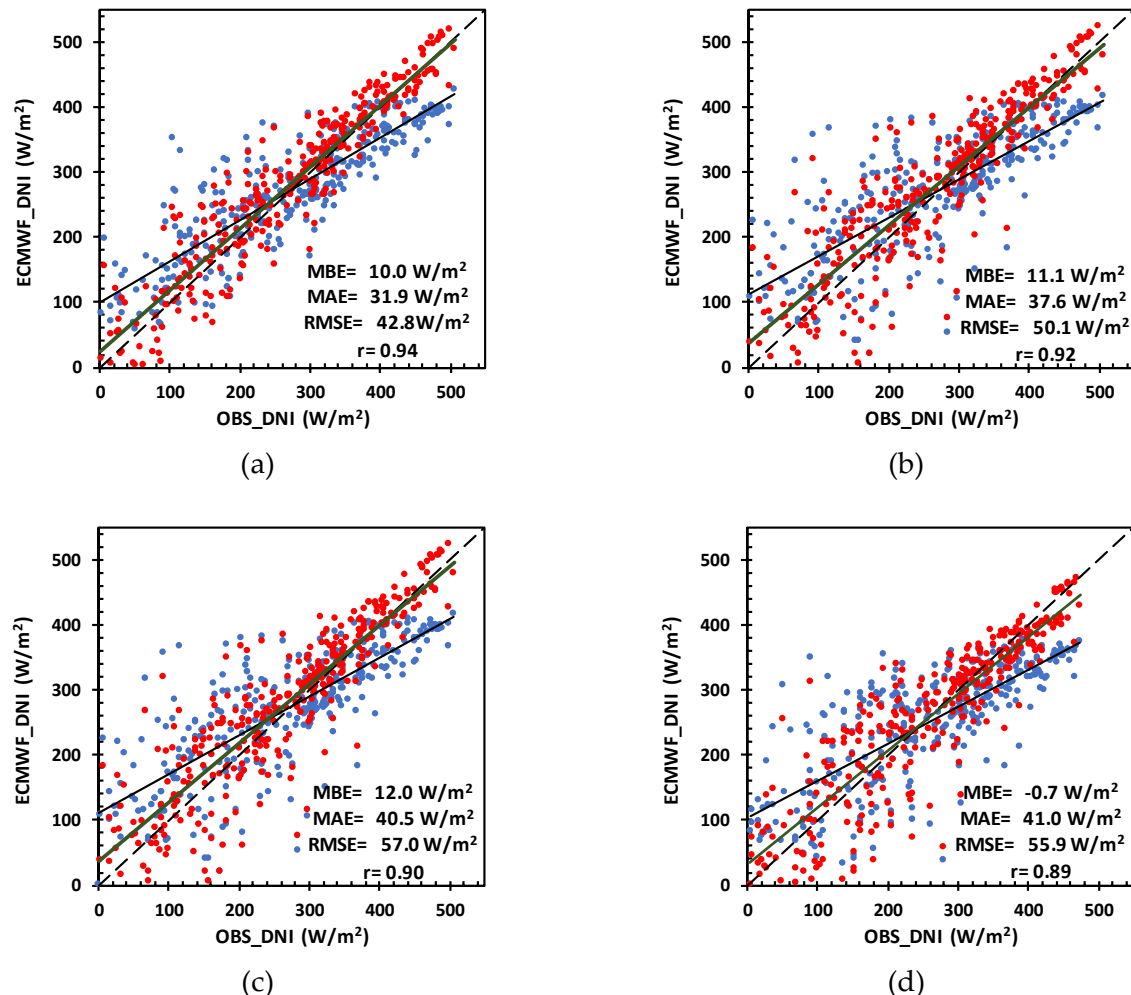 500
400
300
200
100
0
ECMWF_DNI (W/m²)
MBE= 10.0 W/m²
MAE= 31.9 W/m²
RMSE= 42.8W/m²
r= 0.94
0 100 200 300 400 500
OBS_DNI (W/m²)
(a)
500
400
300
200
100
0
ECMWF_DNI (W/m²)
MBE= 11.1 W/m²
MAE= 37.6 W/m²
RMSE= 50.1 W/m²
r= 0.92
0 100 200 300 400 500
OBS_DNI (W/m²)
(b)
500
400
300
200
100
0
ECMWF_DNI (W/m²)
MBE= 12.0 W/m²
MAE= 40.5 W/m²
RMSE= 57.0 W/m²
r= 0.90
0 100 200 300 400 500
OBS_DNI (W/m²)
(c)
500
400
300
200
100
0
ECMWF_DNI (W/m²)
MBE= -0.7 W/m²
MAE= 41.0 W/m²
RMSE= 55.9 W/m²
r= 0.89
0 100 200 300 400 500
OBS_DNI (W/m²)
(d)